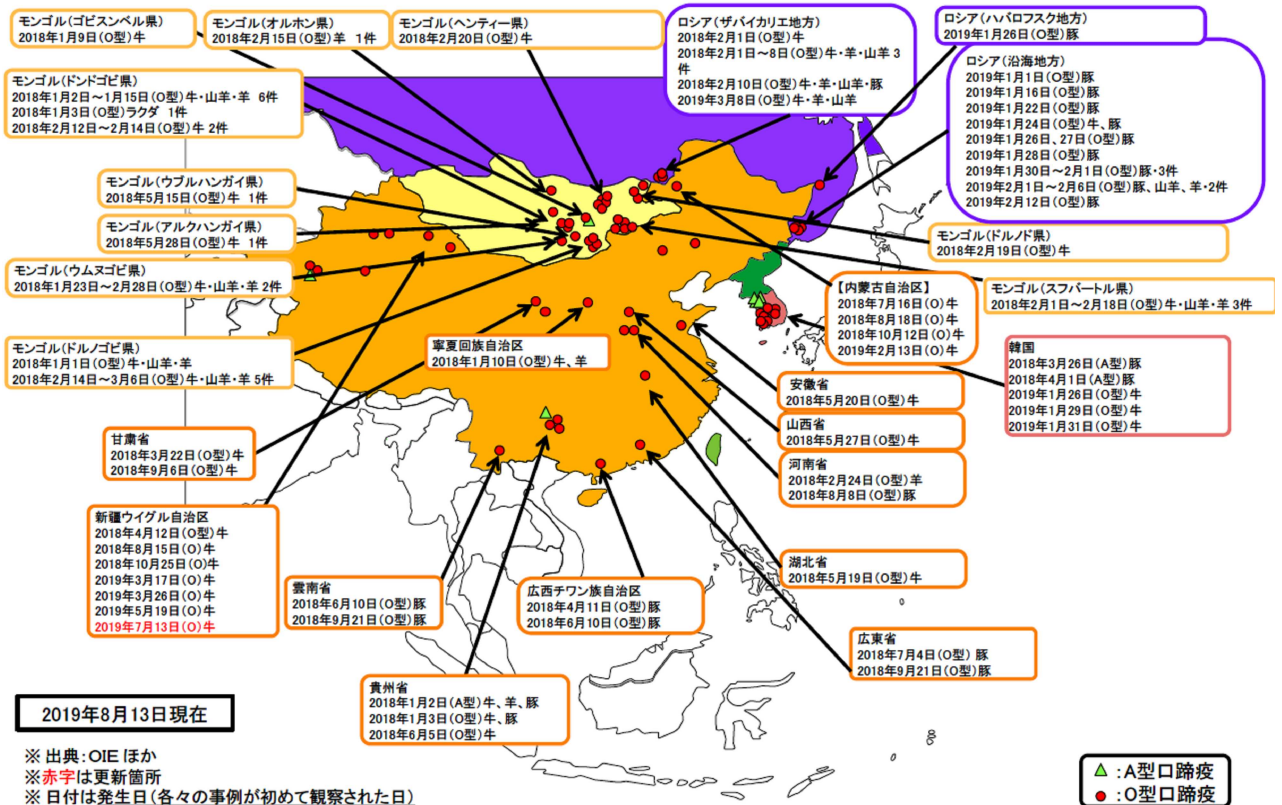 モンゴル(ゴビスンベル県)
2018年1月9日(O型)牛
モンゴル(オルホン県)
2018年2月15日(O型)羊 1件
モンゴル(ヘンティー県)
2018年2月20日(O型)牛
ロシア(ザバイカリエ地方)
2018年2月1日(O型)牛
2018年2月1日～8日(O型)牛・羊・山羊 3
件
2018年2月10日(O型)牛・羊・山羊・豚
2019年3月8日(O型)牛・羊・山羊
ロシア(ハバロフスク地方)
2019年1月26日(O型)豚
ロシア(沿海地方)
2019年1月1日(O型)豚
2019年1月16日(O型)豚
2019年1月22日(O型)豚
2019年1月24日(O型)牛、豚
2019年1月26日、27日(O型)豚
2019年1月28日(O型)豚
2019年1月30日～2月1日(O型)豚・3件
2019年2月1日～2月6日(O型)豚、山羊、羊・2件
2019年2月12日(O型)豚
モンゴル(ドンドゴビ県)
2018年1月2日～1月15日(O型)牛・山羊・羊 6件
2018年1月3日(O型)ラクダ 1件
2018年2月12日～2月14日(O型)牛 2件
モンゴル(ウブルハンガイ県)
2018年5月15日(O型)牛 1件
モンゴル(アルクハンガイ県)
2018年5月28日(O型)牛 1件
モンゴル(ドルノド県)
2018年2月19日(O型)牛
モンゴル(ウムヌゴビ県)
2018年1月23日～2月28日(O型)牛・山羊・羊 2件
モンゴル(スフバートル県)
2018年2月1日～2月18日(O型)牛・山羊・羊 3件
【内蒙古自治区】
2018年7月16日(O)牛
2018年8月18日(O)牛
2018年10月12日(O)牛
2019年2月13日(O)牛
モンゴル(ドルノゴビ県)
2018年1月1日(O型)牛・山羊・羊
2018年2月14日～3月6日(O型)牛・山羊・羊 5件
寧夏回族自治区
2018年1月10日(O型)牛、羊
韓国
2018年3月26日(A型)豚
2018年4月1日(A型)豚
2019年1月26日(O型)牛
2019年1月29日(O型)牛
2019年1月31日(O型)牛
安徽省
2018年5月20日(O型)牛
山西省
2018年5月27日(O型)牛
甘粛省
2018年3月22日(O型)牛
2018年9月6日(O型)牛
河南省
2018年2月24日(O型)羊
2018年8月8日(O型)豚
新疆ウイグル自治区
2018年4月12日(O型)牛
2018年8月15日(O)牛
2018年10月25日(O)牛
2019年3月17日(O)牛
2019年3月26日(O)牛
2019年5月19日(O)牛
2019年7月13日(O)牛
湖北省
2018年5月19日(O型)牛
雲南省
2018年6月10日(O型)豚
2018年9月21日(O型)豚
広西チワン族自治区
2018年4月11日(O型)豚
2018年6月10日(O型)豚
広東省
2018年7月4日(O型) 豚
2018年9月21日(O型)豚
貴州省
2018年1月2日(A型)牛、羊、豚
2018年1月3日(O型)牛、豚
2018年6月5日(O型)牛
2019年8月13日現在
※ 出典:OIE ほか
※赤字は更新箇所
※ 日付は発生日(各々の事例が初めて観察された日)
:A型口蹄疫
:O型口蹄疫